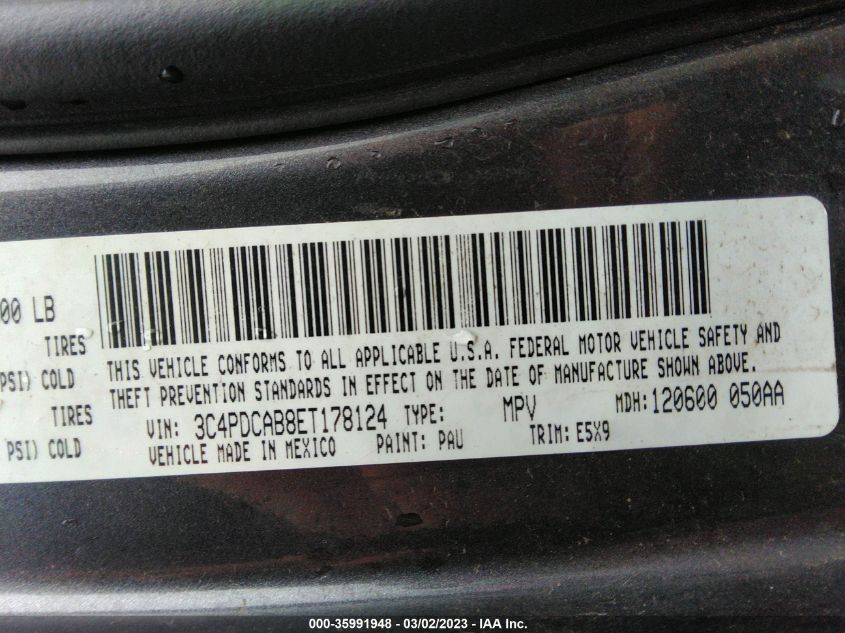 00 LB
TIRES
PSI) COLD
TIRES
PSI) COLD
THIS VEHICLE CONFORMS TO ALL APPLICABLE U.S.A. FEDERAL MOTOR VEHICLE SAFETY AND
THEFT PREVENTION STANDARDS IN EFFECT ON THE DATE OF MANUFACTURE SHOWN ABOVE.
VIN: 3C4PDCAB8ET178124 TYPE: MPV MDH: 120600 050AA
VEHICLE MADE IN MEXICO PAINT: PAU TRIM: E5X9
000-35991948 - 03/02/2023 - IAA Inc.